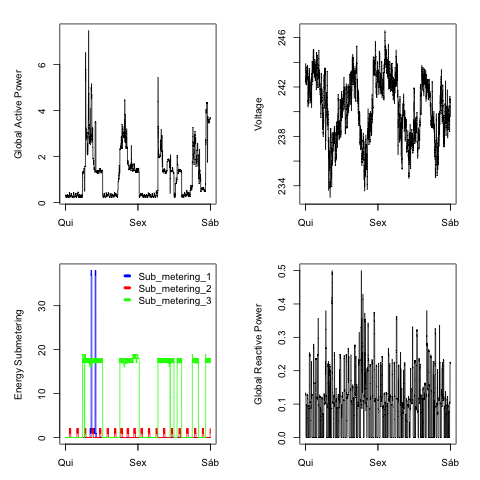 Global Active Power
0
2
4
6
Qui
Sex
Sáb
Voltage
234
238
242
246
Qui
Sex
Sáb
Energy Submetering
0
10
20
30
Sub_metering_1
Sub_metering_2
Sub_metering_3
Qui
Sex
Sáb
Global Reactive Power
0.0
0.1
0.2
0.3
0.4
0.5
Qui
Sex
Sáb